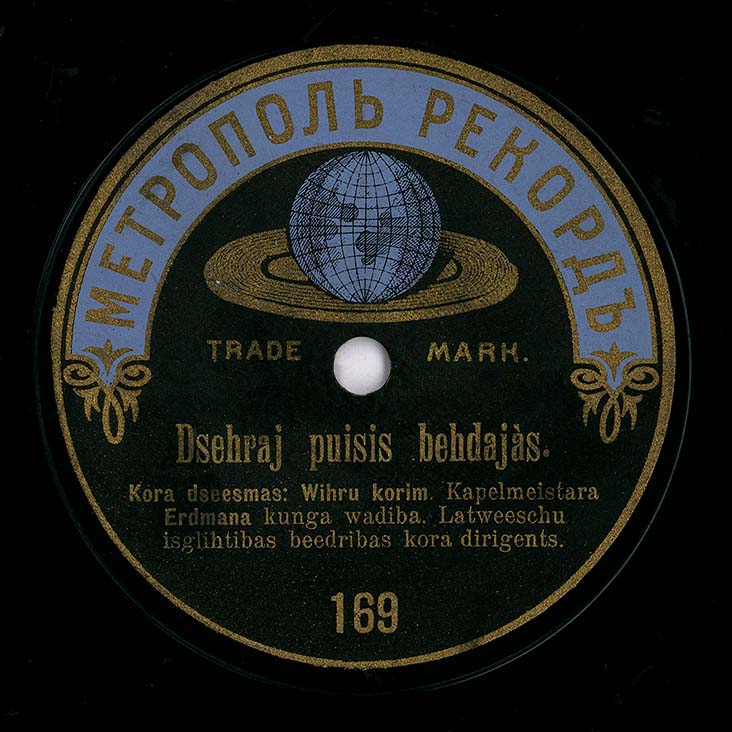 МЕТРОПОЛЬ РЕКОРДЪ
TRADE MARK.
Dsehraj puisis behdajàs.
Kora dseesmas: Wihru korim. Kapelmeistara
Erdmana kunga wadiba. Latweeschu
isglihtibas beedribas kora dirigents.
169